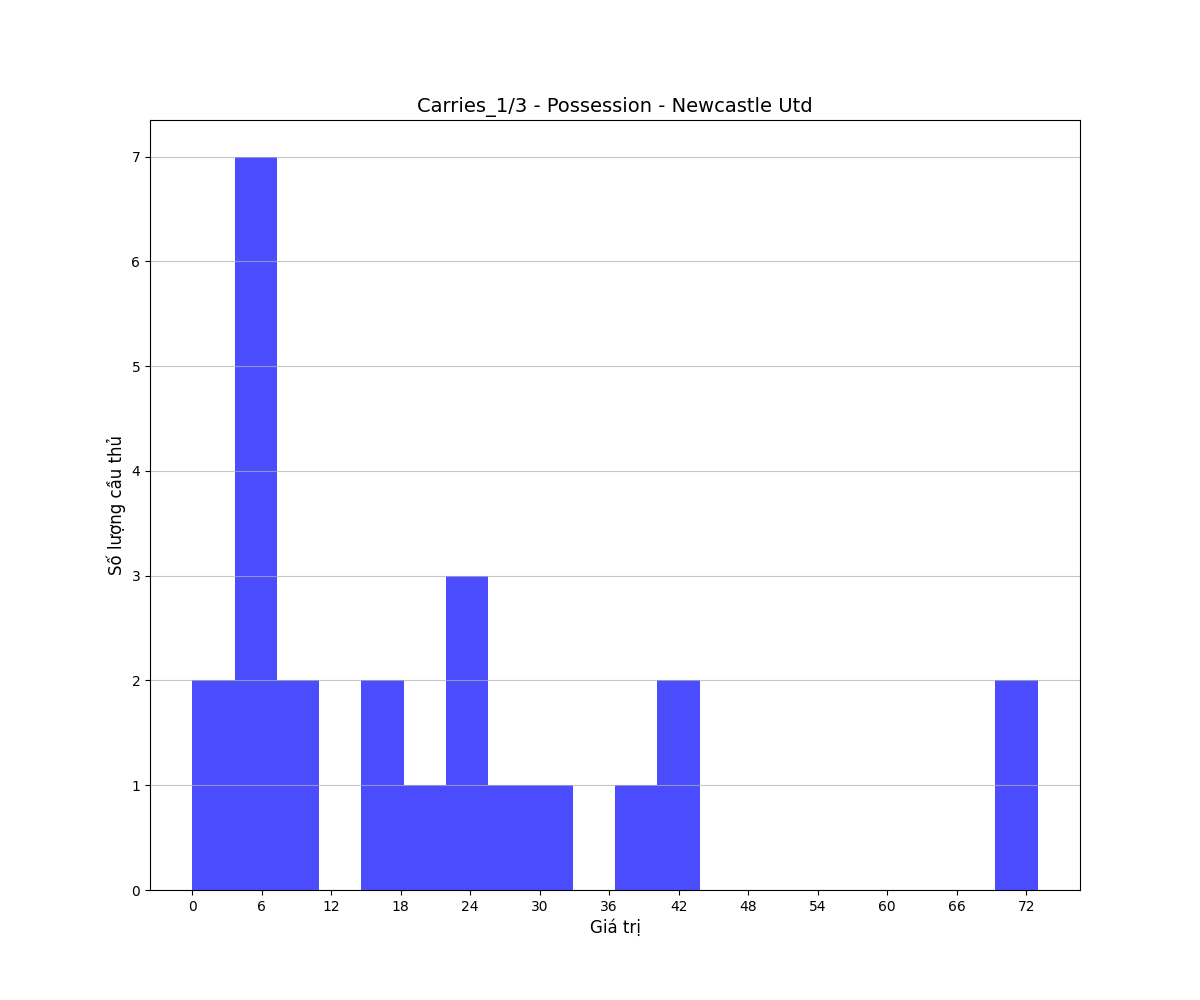 Carries_1/3 - Possession - Newcastle Utd
7
6
5
4
3
2
1
0
Số lượng cầu thủ
0 6 12 18 24 30 36 42 48 54 60 66 72
Giá trị